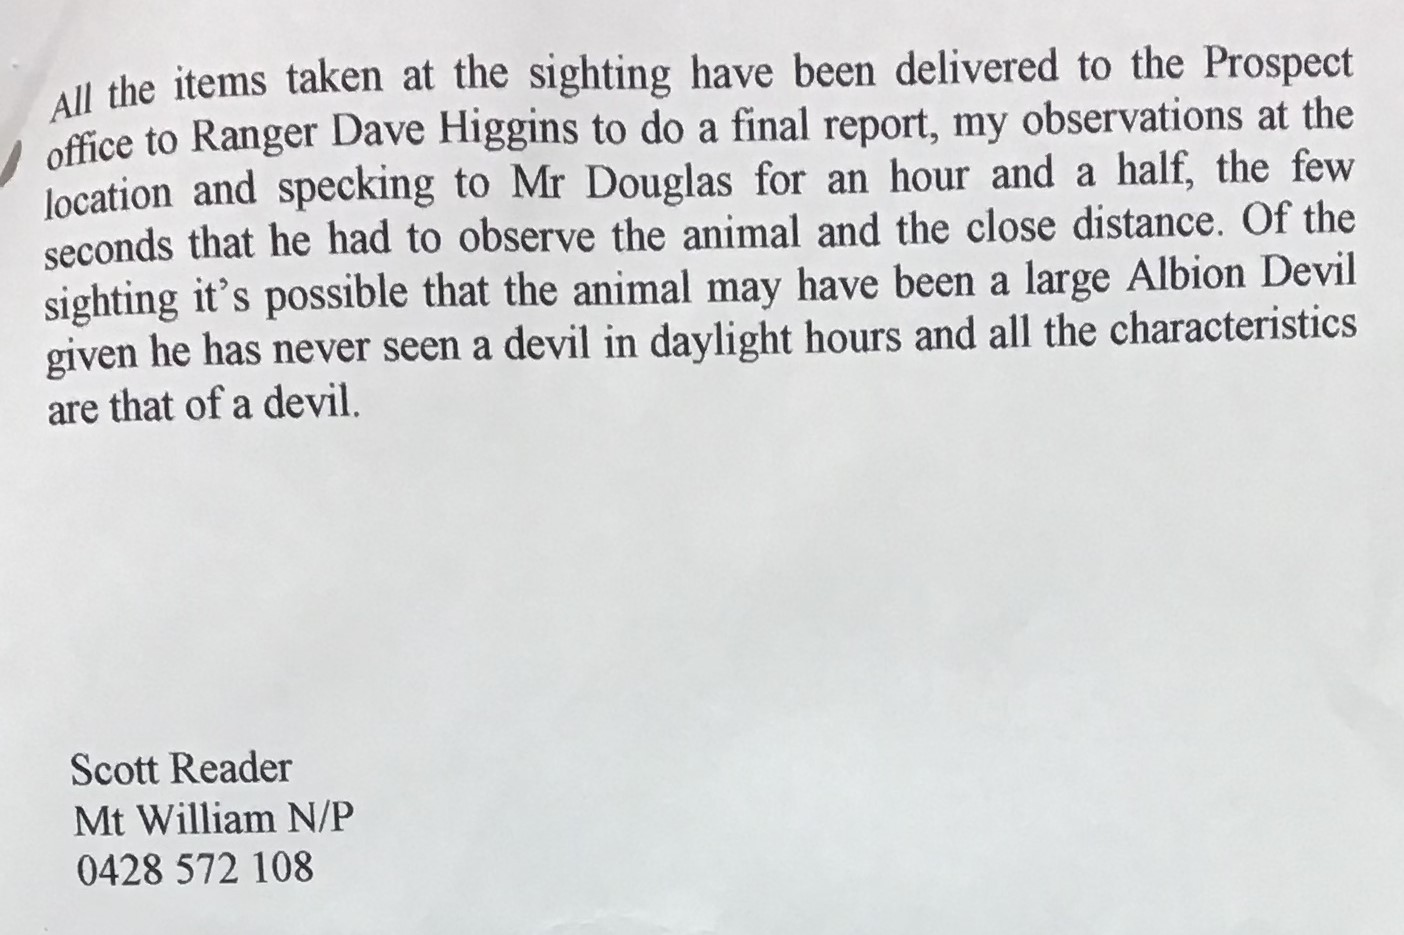 All the items taken at the sighting have been delivered to the Prospect
office to Ranger Dave Higgins to do a final report, my observations at the
location and specking to Mr Douglas for an hour and a half, the few
seconds that he had to observe the animal and the close distance. Of the
sighting it’s possible that the animal may have been a large Albion Devil
given he has never seen a devil in daylight hours and all the characteristics
are that of a devil.
Scott Reader
Mt William N/P
0428 572 108